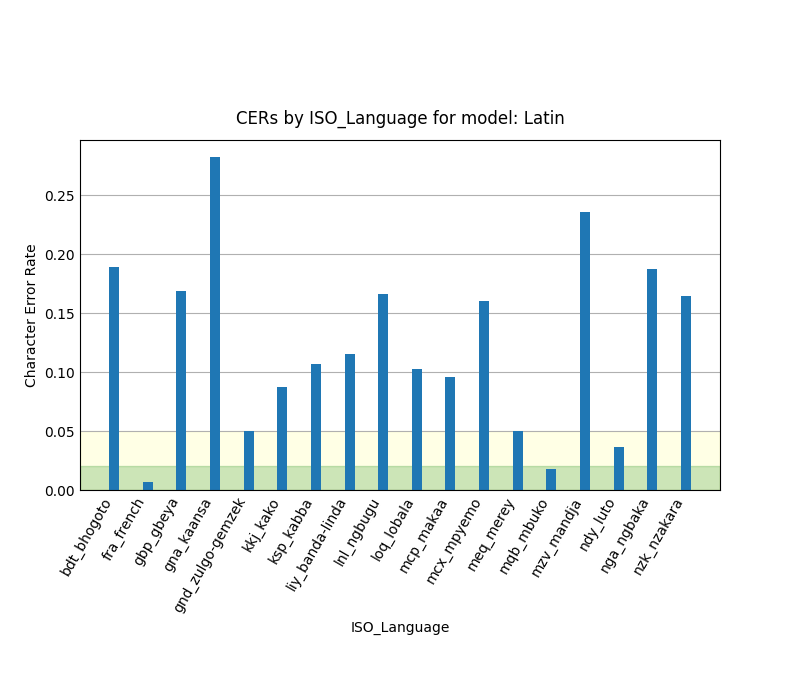 CERs by ISO_Language for model: Latin
Character Error Rate
0.25
0.20
0.15
0.10
0.05
0.00
bdt_bhogoto
fra_french
gbp_gbeya
gna_kaansa
gnd_zulgo-gemzek
kkj_kako
ksp_kabba
liy_banda-linda
lnl_ngbugu
loq_lobala
mcp_makaa
mcx_mpyemo
meq_merey
mqb_mbuko
mzv_mandja
ndy_luto
nga_ngbaka
nzk_nzakara
ISO_Language